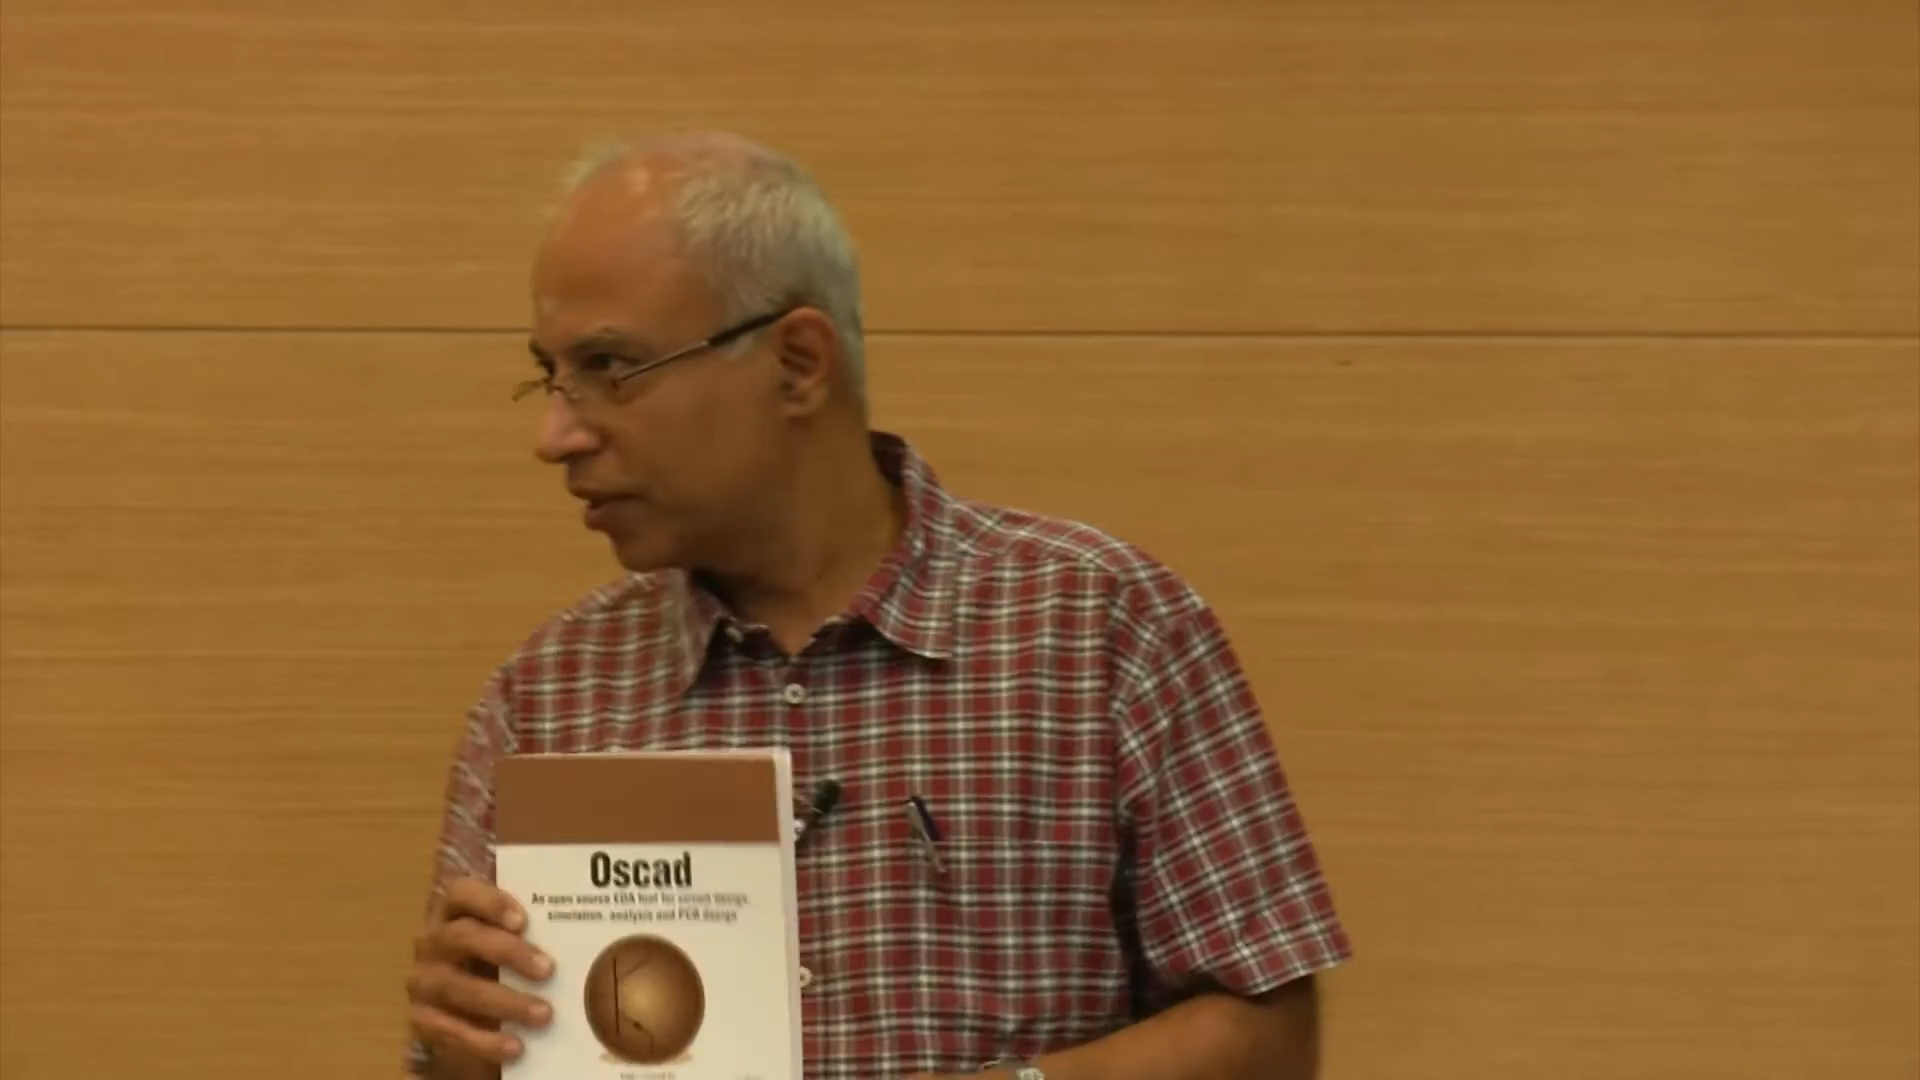 Oscad
An open source EDA tool for circuit design,
simulation, analysis and PCB design